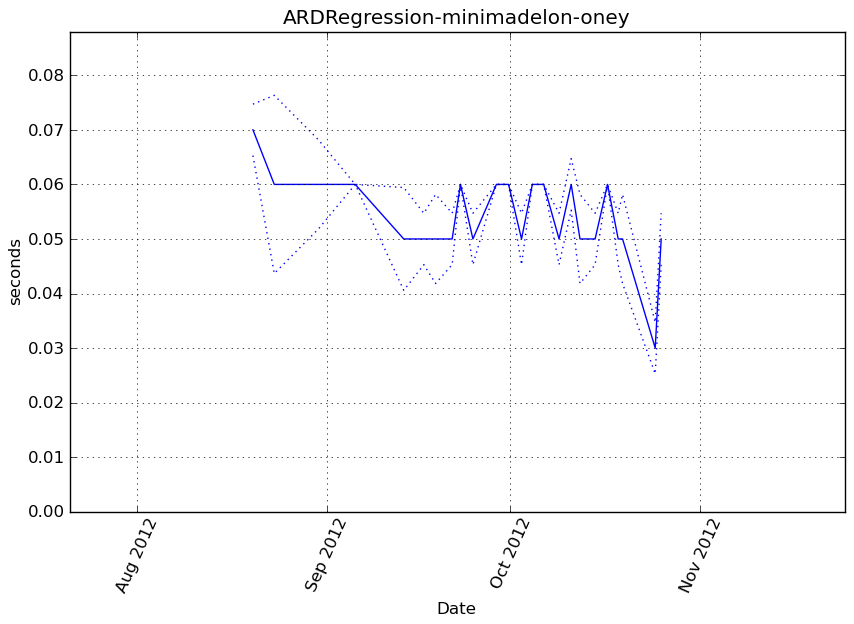 ARDRegression-minimadelon-oney
0.08
0.07
0.06
0.05
0.04
0.03
0.02
0.01
0.00
seconds
Aug 2012
Sep 2012
Oct 2012
Nov 2012
Date